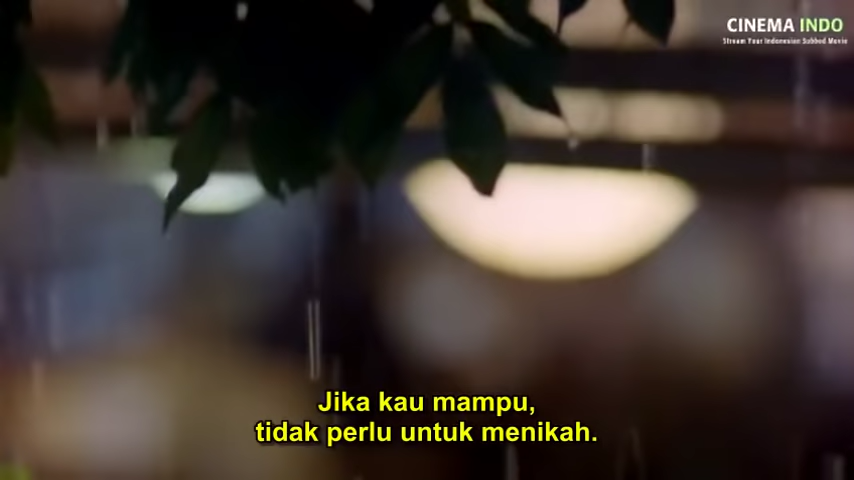 CINEMA INDO
Stream Your Indonesian Subbed Movie
Jika kau mampu,
tidak perlu untuk menikah.